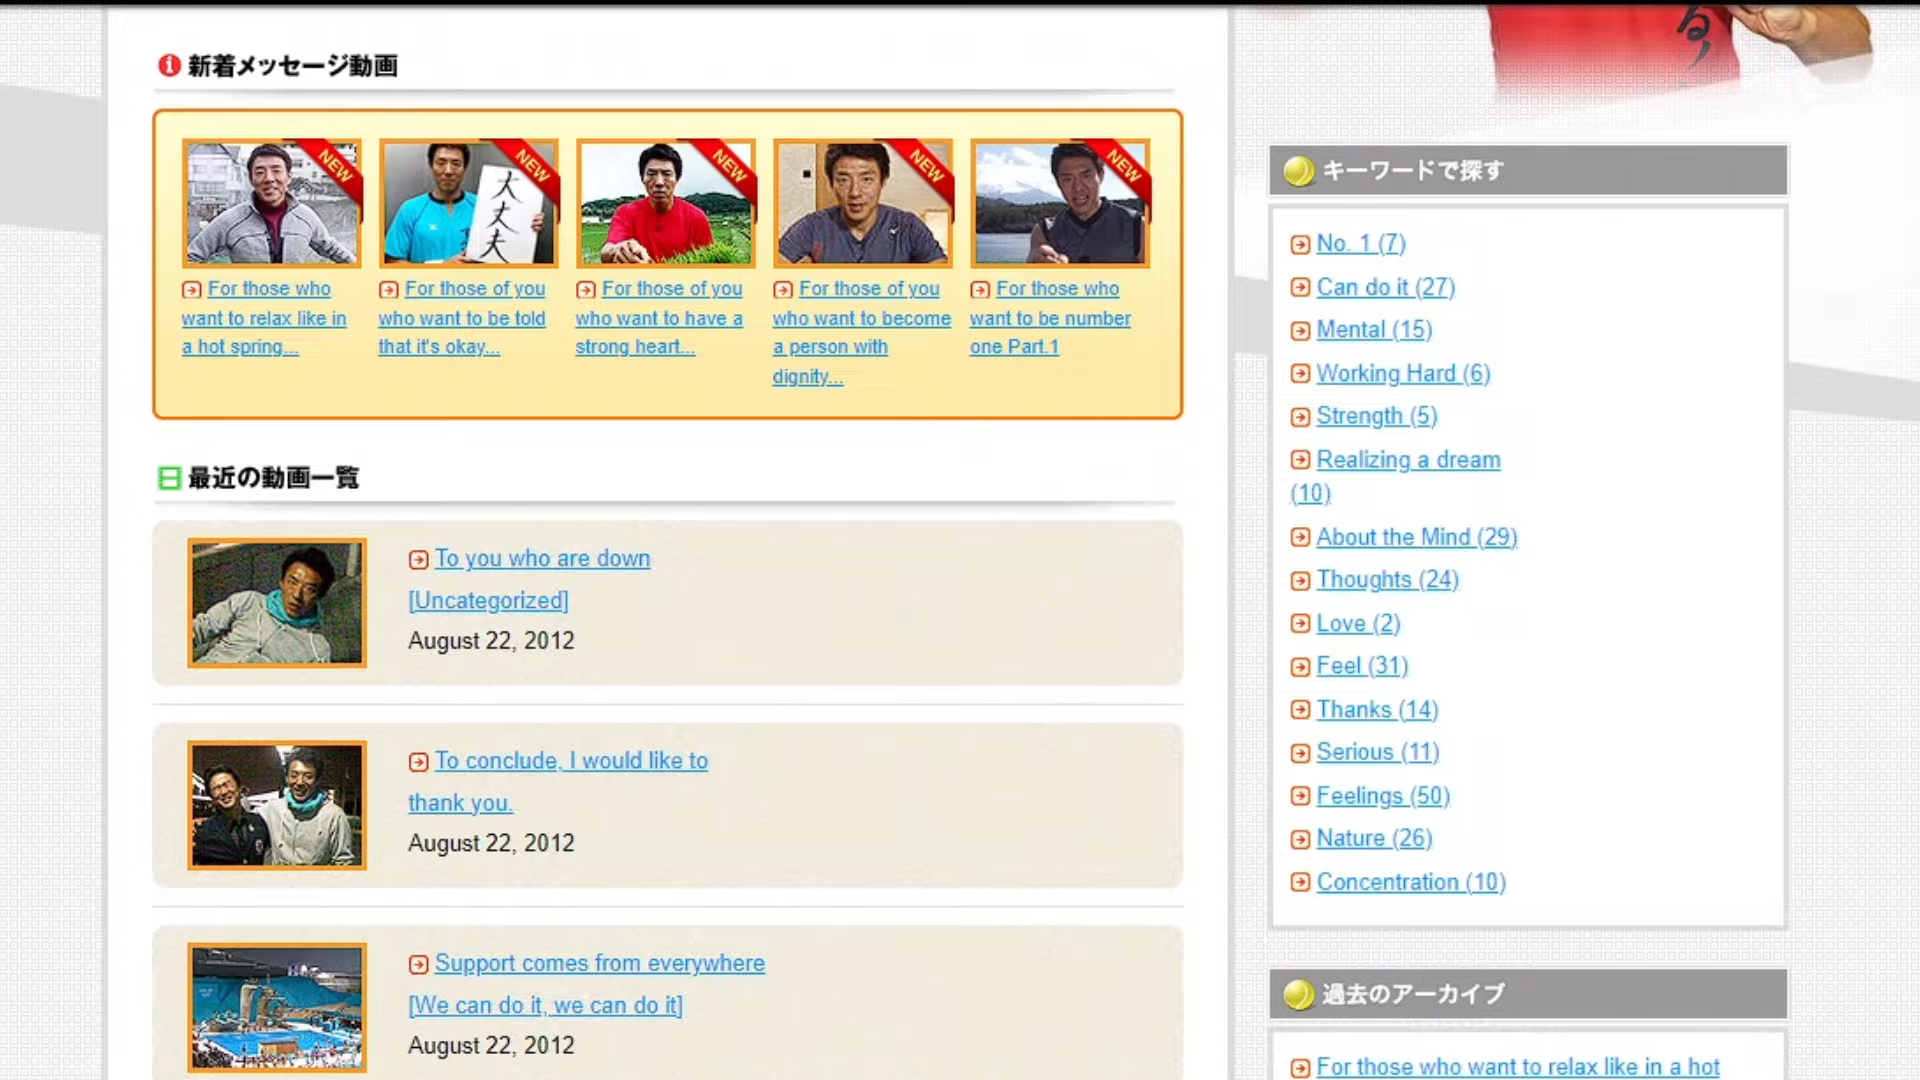 新着メッセージ動画
NEW
NEW
NEW
NEW
NEW
大丈夫
For those who
want to relax like in
a hot spring...
For those of you
who want to be told
that it's okay...
For those of you
who want to have a
strong heart...
For those of you
who want to become
a person with
dignity...
For those who
want to be number
one Part.1
最近の動画一覧
To you who are down
[Uncategorized]
August 22, 2012
To conclude, I would like to
thank you.
August 22, 2012
Support comes from everywhere
[We can do it, we can do it]
August 22, 2012
る
キーワードで探す
No. 1 (7)
Can do it (27)
Mental (15)
Working Hard (6)
Strength (5)
Realizing a dream
(10)
About the Mind (29)
Thoughts (24)
Love (2)
Feel (31)
Thanks (14)
Serious (11)
Feelings (50)
Nature (26)
Concentration (10)
過去のアーカイブ
For those who want to relax like in a hot